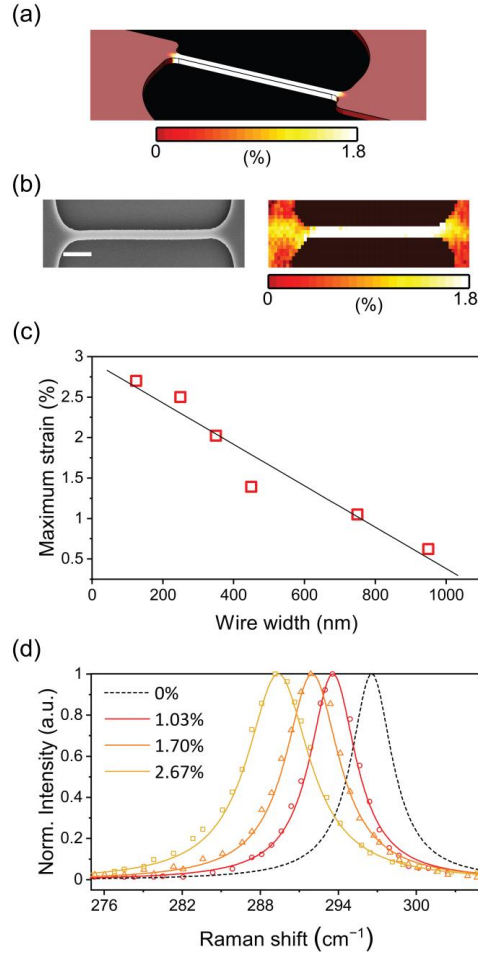 (a)
0 1.8
(%)
(b)
0 1.8
(%)
(c)
Maximum strain (%)
3
2.5
2
1.5
1
0.5
0 200 400 600 800 1000
Wire width (nm)
(d)
Norm. Intensity (a.u.)
1
0.8
0.6
0.4
0.2
0
0%
1.03%
1.70%
2.67%
276 282 288 294 300
Raman shift (cm⁻¹)